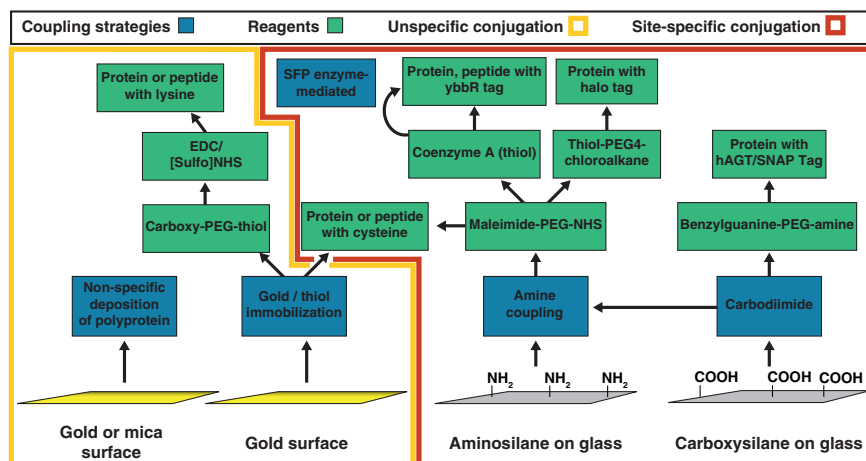 Coupling strategies
Reagents
Unspecific conjugation
Site-specific conjugation
Protein or peptide
with lysine
SFP enzyme-
mediated
Protein, peptide with
ybbR tag
Protein with
halo tag
EDC/
[Sulfo]NHS
Coenzyme A (thiol)
Thiol-PEG4-
chloroalkane
Protein with
hAGT/SNAP Tag
Carboxy-PEG-thiol
Protein or peptide
with cysteine
Maleimide-PEG-NHS
Benzylguanine-PEG-amine
Non-specific
deposition
of polyprotein
Gold / thiol
immobilization
Amine
coupling
Carbodiimide
NH2
NH2
NH2
COOH
COOH
COOH
Gold or mica
surface
Gold surface
Aminosilane on glass
Carboxysilane on glass